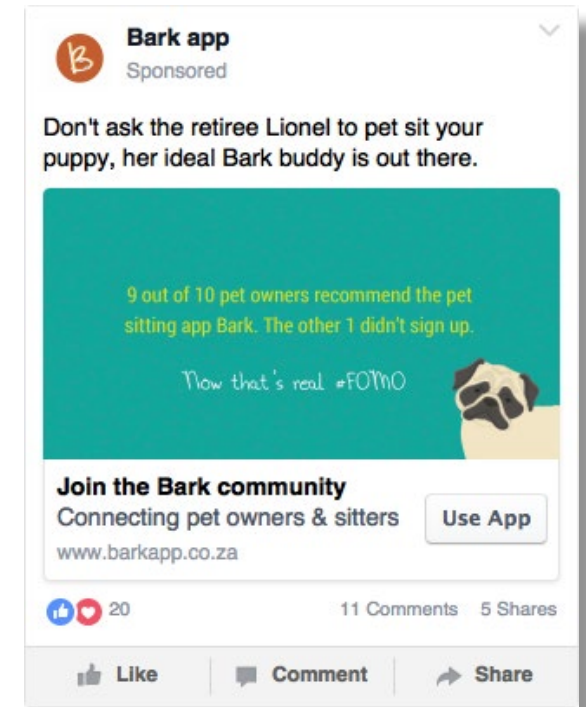 B
Bark app
Sponsored
Don't ask the retiree Lionel to pet sit your
puppy, her ideal Bark buddy is out there.
9 out of 10 pet owners recommend the pet
sitting app Bark. The other 1 didn't sign up.
Now that's real #FOMO
Join the Bark community
Connecting pet owners & sitters
Use App
www.barkapp.co.za
20
11 Comments 5 Shares
Like Comment Share